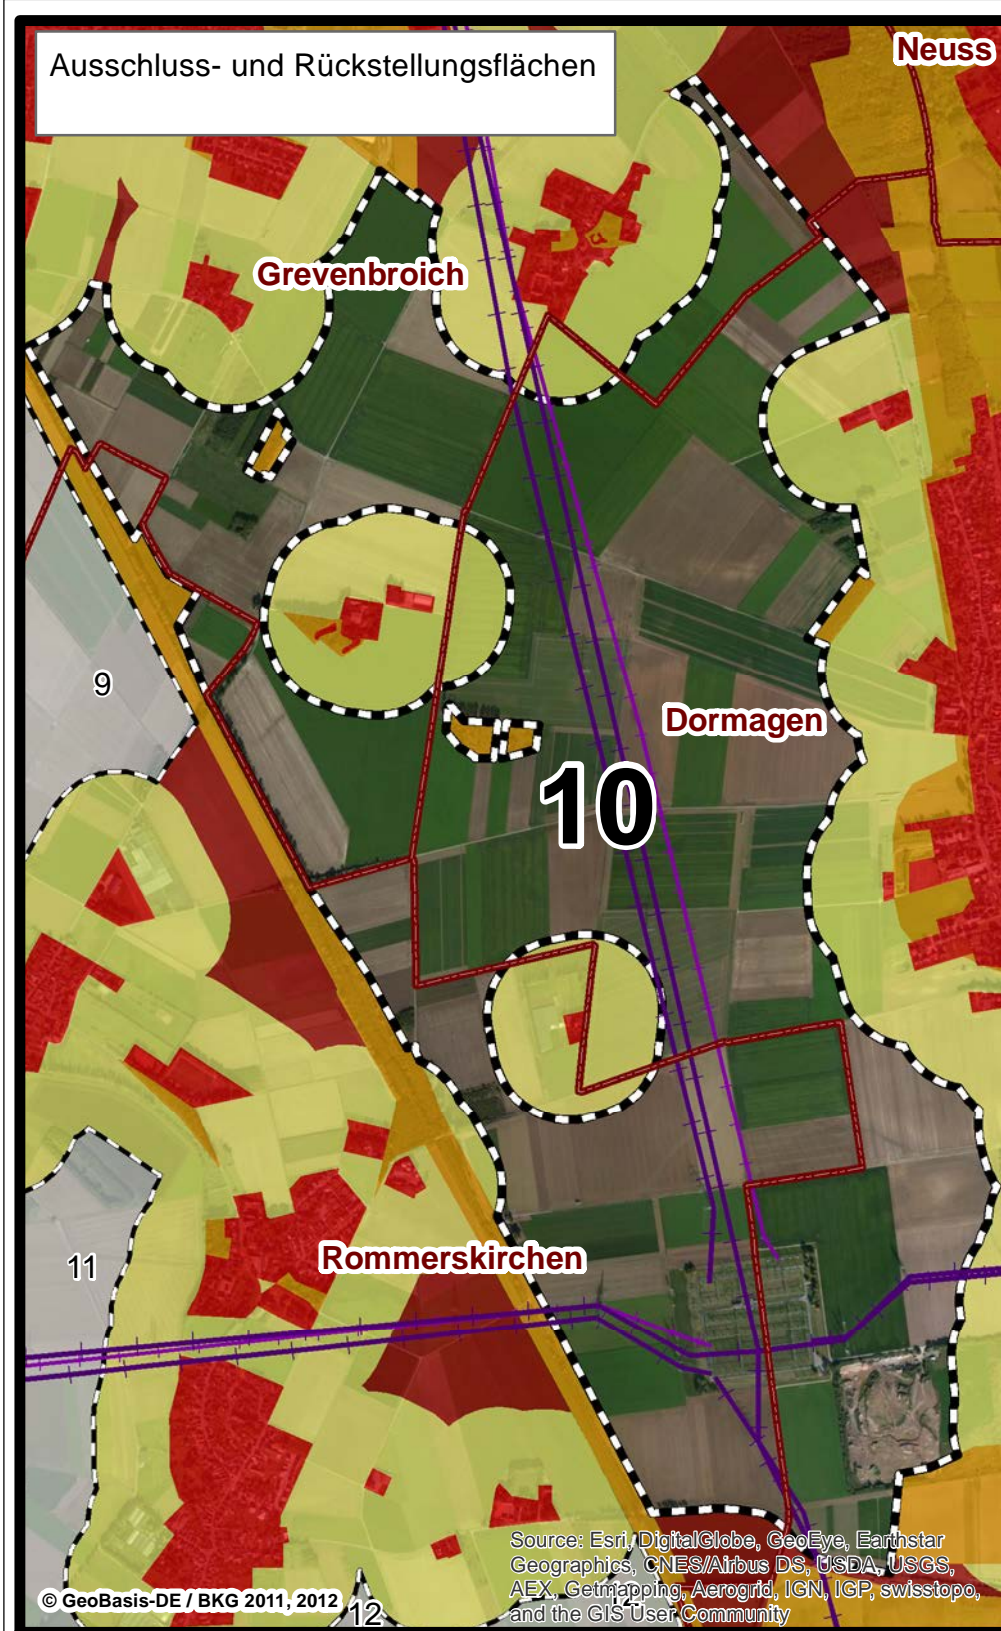 Ausschluss- und Rückstellungsflächen
Neuss
Grevenbroich
9
Dormagen
10
Rommerskirchen
11
Source: Esri, DigitalGlobe, GeoEye, Earthstar
Geographics, CNES/Airbus DS, USDA, USGS,
AEX, Getmapping, Aerogrid, IGN, IGP, swisstopo,
and the GIS User Community
© GeoBasis-DE / BKG 2011, 2012
12